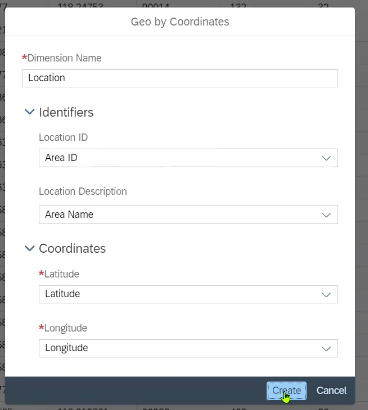 Geo by Coordinates
*Dimension Name
Location
Identifiers
Location ID
Area ID
Location Description
Area Name
Coordinates
*Latitude
Latitude
*Longitude
Longitude
Create Cancel